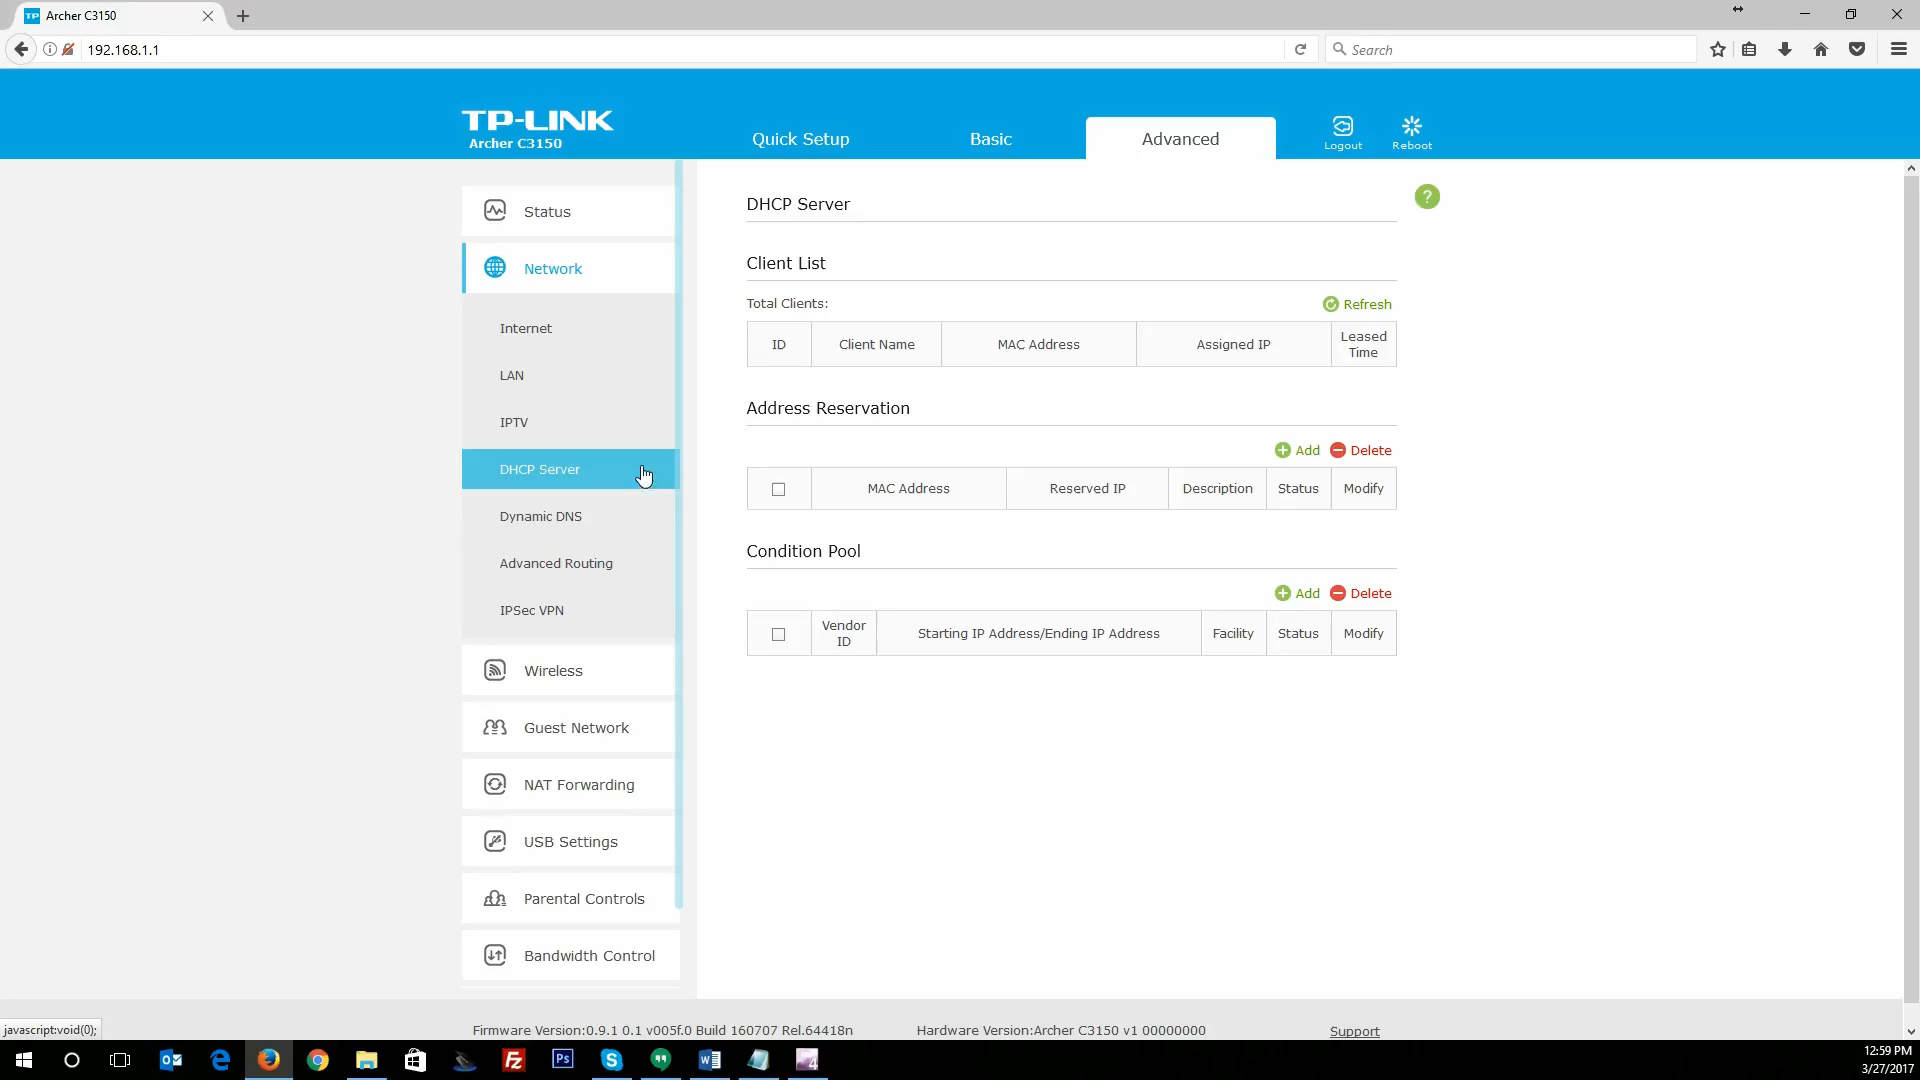 TP Archer C3150
192.168.1.1
Search
TP-LINK
Archer C3150
Quick Setup
Basic
Advanced
Logout
Reboot
Status
Network
Internet
LAN
IPTV
DHCP Server
Dynamic DNS
Advanced Routing
IPSec VPN
Wireless
Guest Network
NAT Forwarding
USB Settings
Parental Controls
Bandwidth Control
DHCP Server
?
Client List
Total Clients:
Refresh
ID Client Name MAC Address Assigned IP Leased
Time
Address Reservation
Add Delete
MAC Address Reserved IP Description Status Modify
Condition Pool
Add Delete
Vendor
ID Starting IP Address/Ending IP Address Facility Status Modify
javascript:void(0);
Firmware Version:0.9.1 0.1 v005f.0 Build 160707 Rel.64418n Hardware Version:Archer C3150 v1 00000000 Support
Ps
4
12:59 PM
3/27/2017